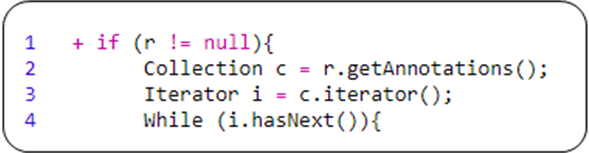 1 + if (r != null){
2 Collection c = r.getAnnotations();
3 Iterator i = c.iterator();
4 While (i.hasNext()){